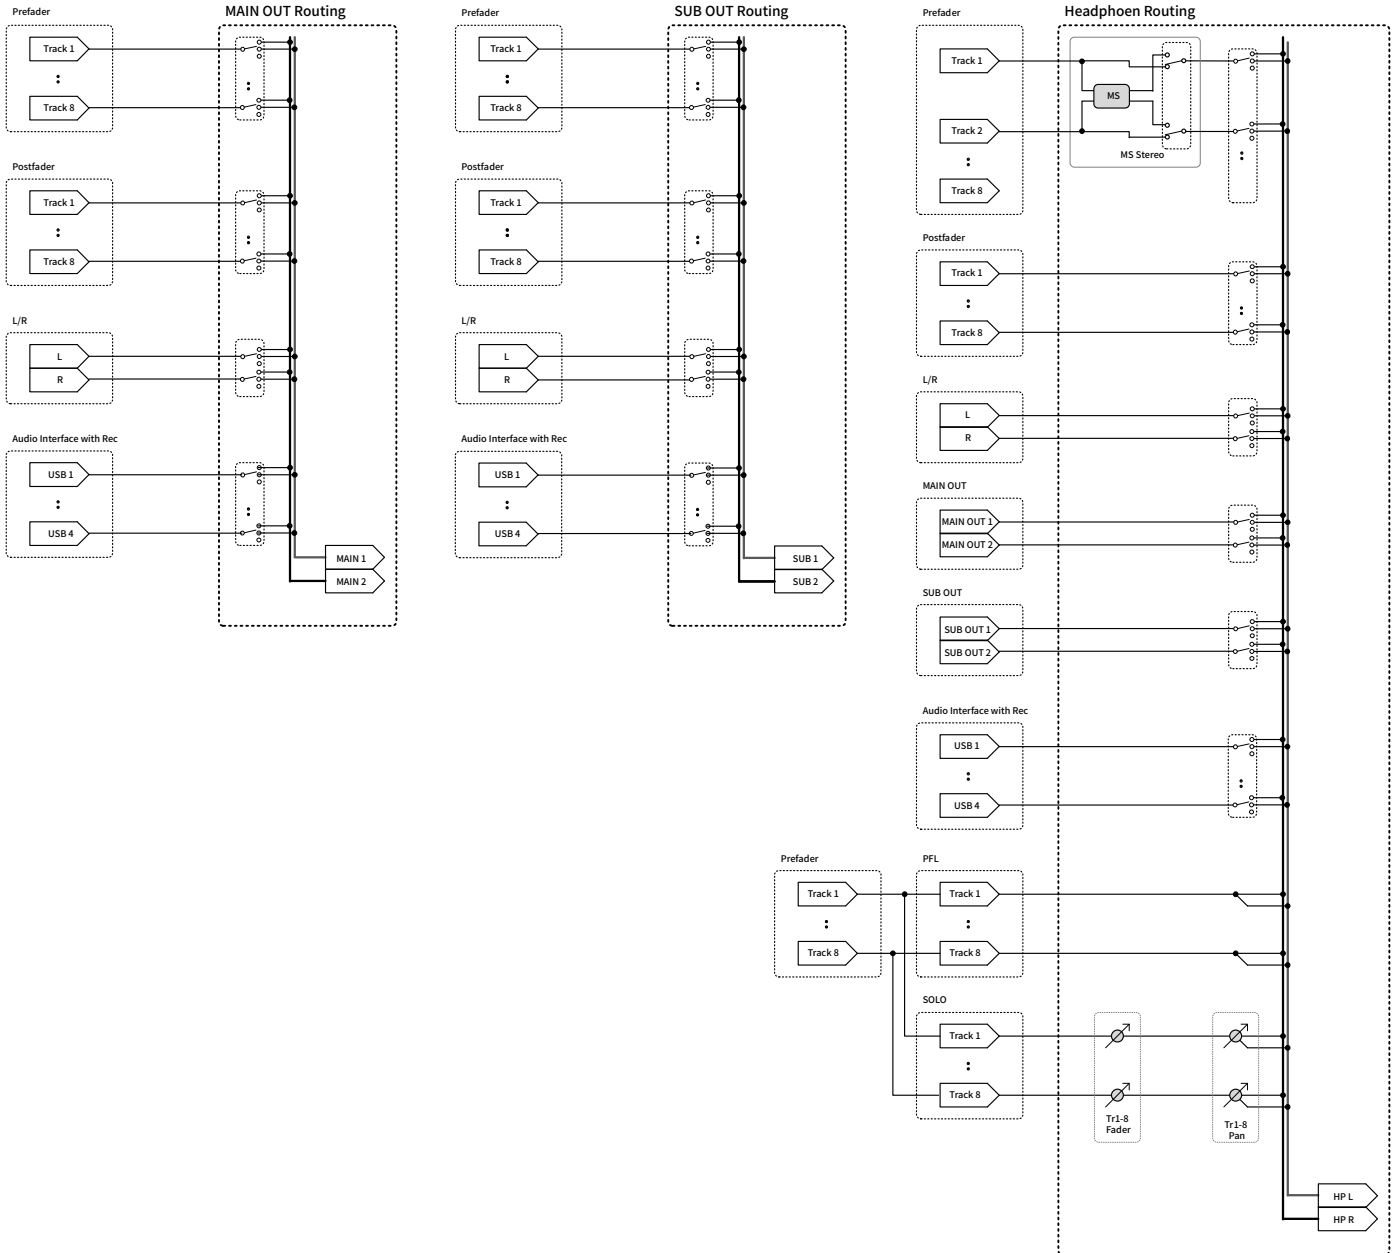 MAIN OUT Routing
Prefader
Track 1
Track 8
Postfader
Track 1
Track 8
L/R
L
R
Audio Interface with Rec
USB 1
USB 4
MAIN 1
MAIN 2
SUB OUT Routing
Prefader
Track 1
Track 8
Postfader
Track 1
Track 8
L/R
L
R
Audio Interface with Rec
USB 1
USB 4
SUB 1
SUB 2
Headphoen Routing
Prefader
Track 1
MS
Track 2
MS Stereo
Track 8
Postfader
Track 1
Track 8
L/R
L
R
MAIN OUT
MAIN OUT 1
MAIN OUT 2
SUB OUT
SUB OUT 1
SUB OUT 2
Audio Interface with Rec
USB 1
USB 4
Prefader
Track 1
Track 8
PFL
Track 1
Track 8
SOLO
Track 1
Track 8
Tr1-8
Fader
Tr1-8
Pan
HP L
HP R